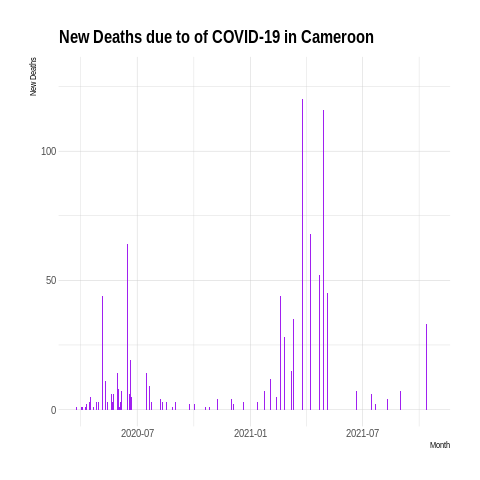 New Deaths due to of COVID-19 in Cameroon
New Deaths
100
50
0
2020-07
2021-01
2021-07
Month